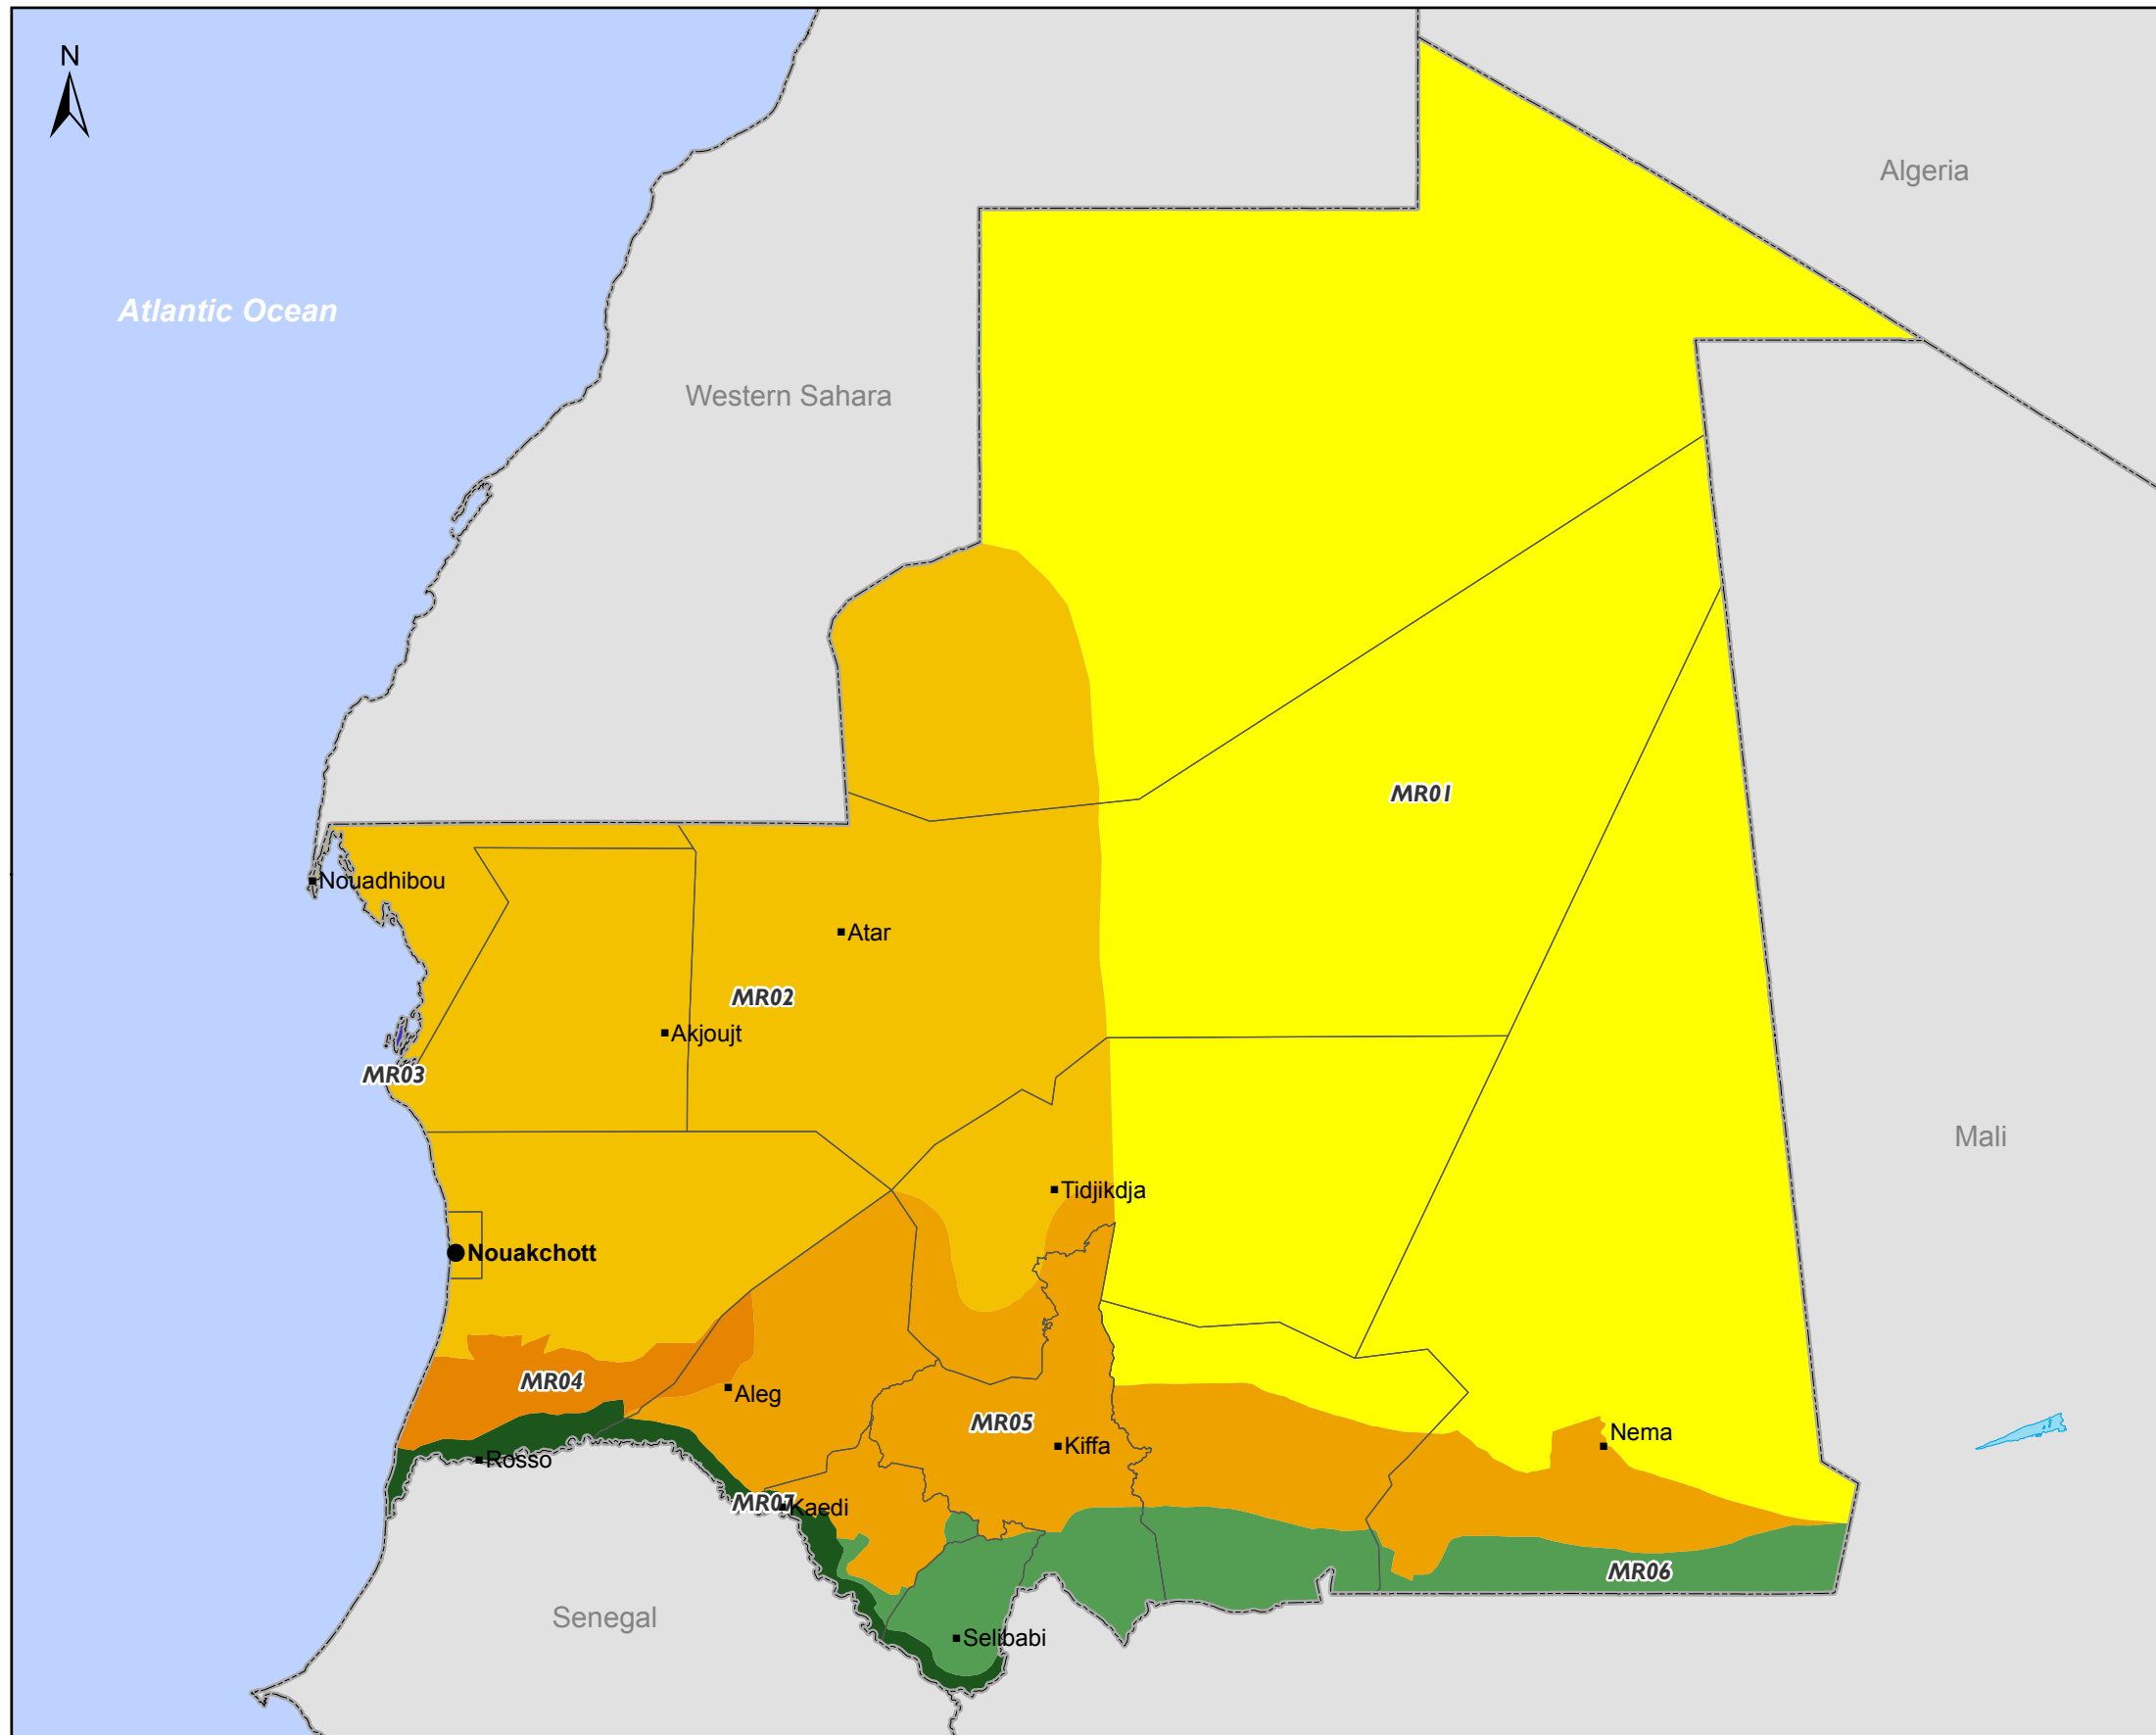 N
Algeria
Atlantic Ocean
Western Sahara
MR01
Nouadhibou
Atar
MR02
Akjoujt
MR03
Mali
Tidjikdja
Nouakchott
MR04
Aleg
MR05
Kiffa
Nema
Rosso
MR07
Kaedi
MR06
Senegal
Selibabi